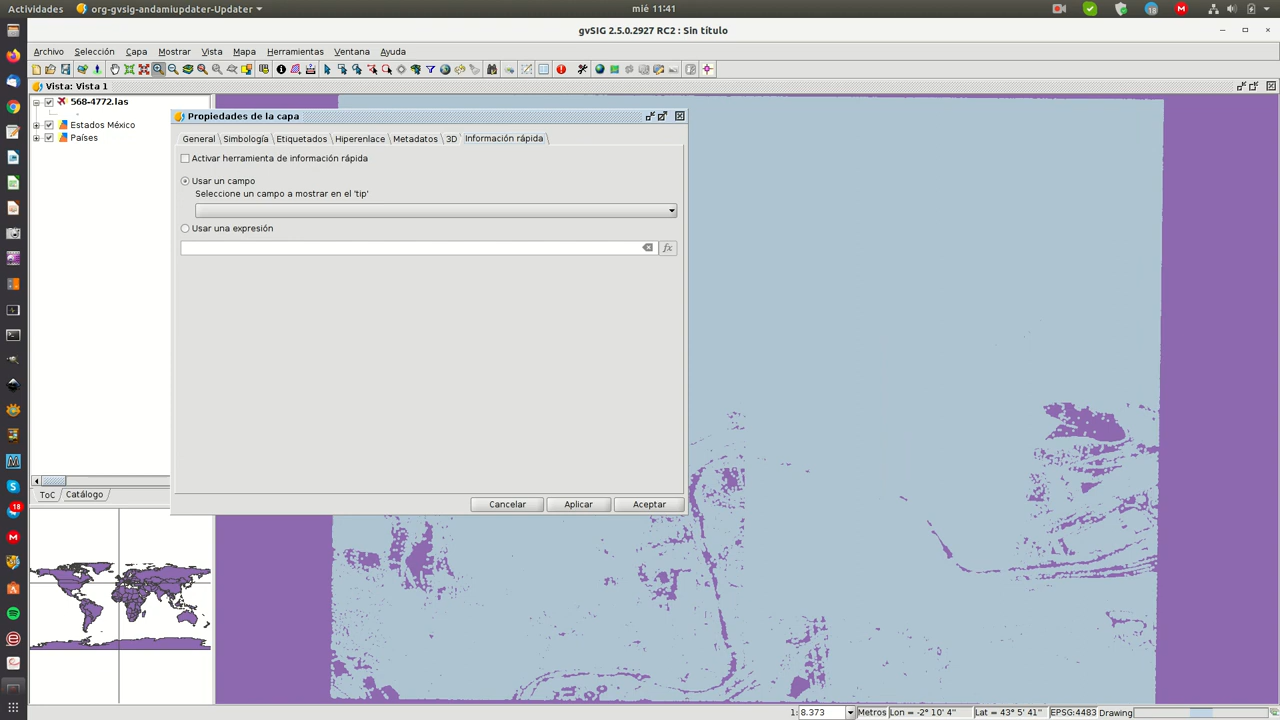 Actividades
org-gvsig-andamiupdater-Updater
mié 11:41
gvSIG 2.5.0.2927 RC2 : Sin título
Archivo Selección Capa Mostrar Vista Mapa Herramientas Ventana Ayuda
Vista: Vista 1
568-4772.las
Estados México
Países
ToC Catálogo
Propiedades de la capa
General Simbología Etiquetados Hiperenlace Metadatos 3D Información rápida
Activar herramienta de información rápida
Usar un campo
Seleccione un campo a mostrar en el 'tip'
Usar una expresión
fx
Cancelar Aplicar Aceptar
18
1: 8.373 Metros Lon = -2° 10' 4" Lat = 43° 5' 41" EPSG:4483 Drawing